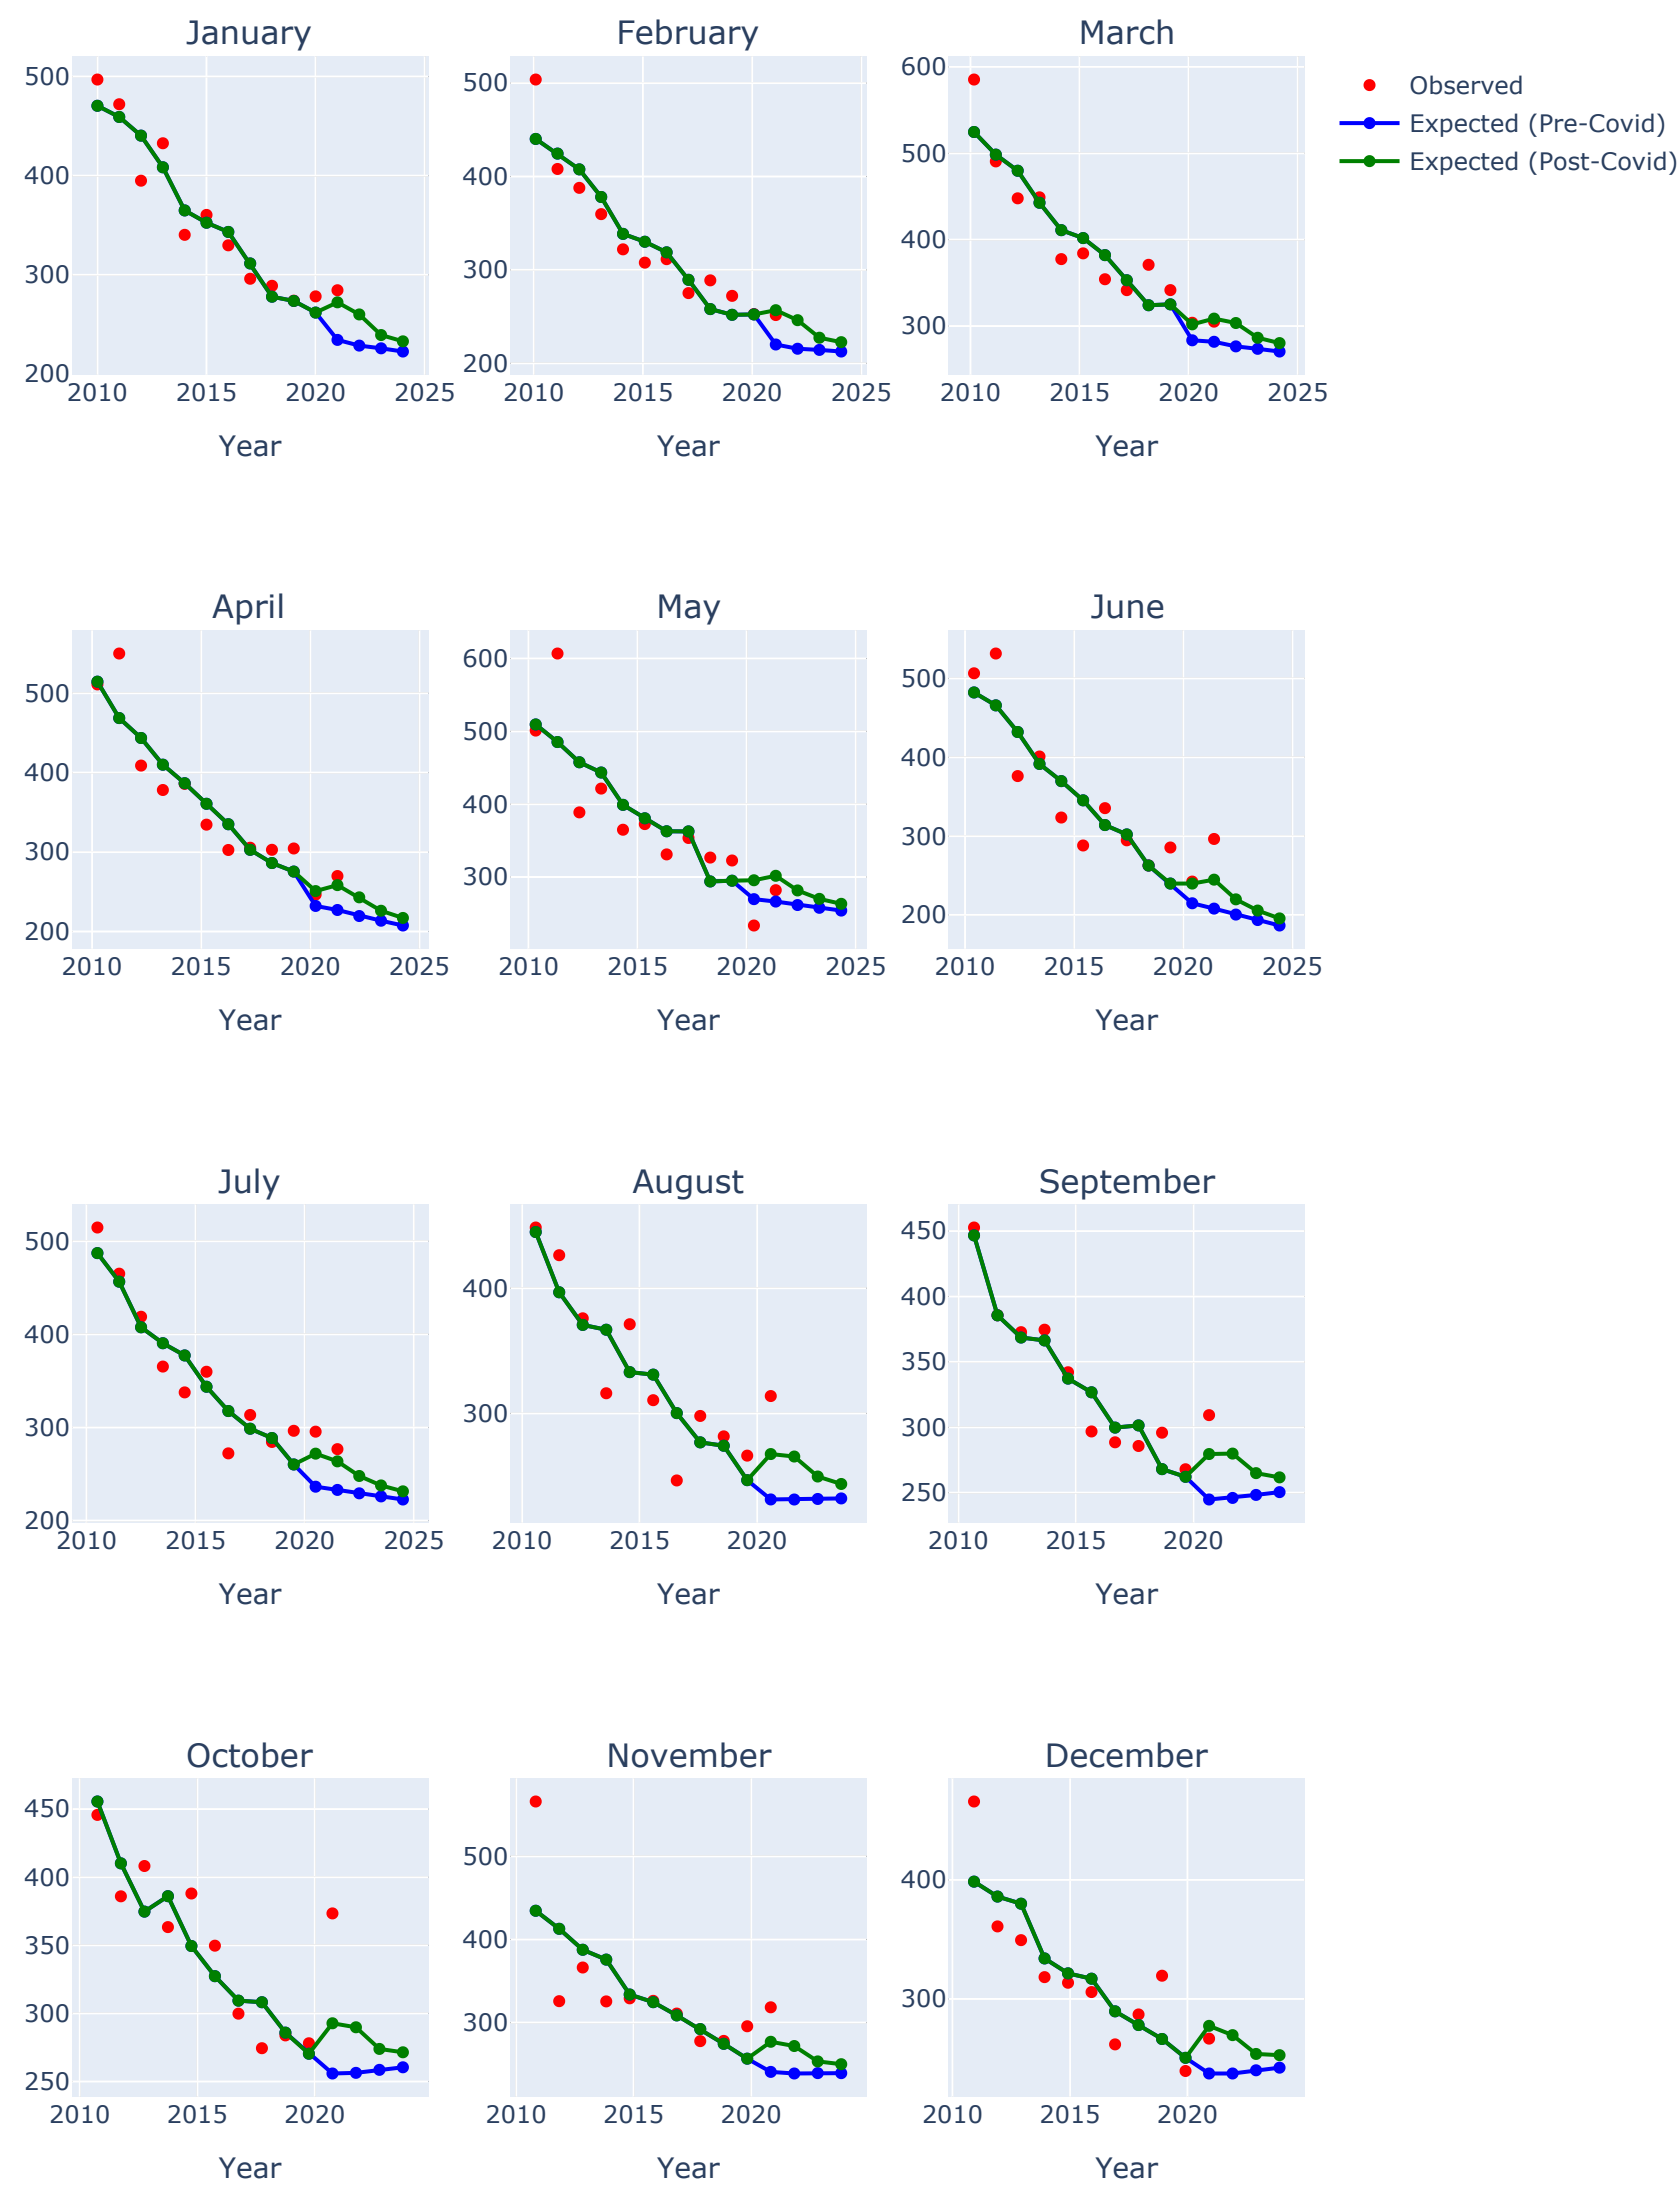 January February March
Observed
Expected (Pre-Covid)
Expected (Post-Covid)
500
400
300
200
2010 2015 2020 2025
Year
500
400
300
200
2010 2015 2020 2025
Year
600
500
400
300
2010 2015 2020 2025
Year
April May June
500
400
300
200
2010 2015 2020 2025
Year
600
500
400
300
2010 2015 2020 2025
Year
500
400
300
200
2010 2015 2020 2025
Year
July August September
500
400
300
200
2010 2015 2020 2025
Year
400
300
2010 2015 2020
Year
450
400
350
300
250
2010 2015 2020
Year
October November December
450
400
350
300
250
2010 2015 2020
Year
500
400
300
2010 2015 2020
Year
400
300
2010 2015 2020
Year